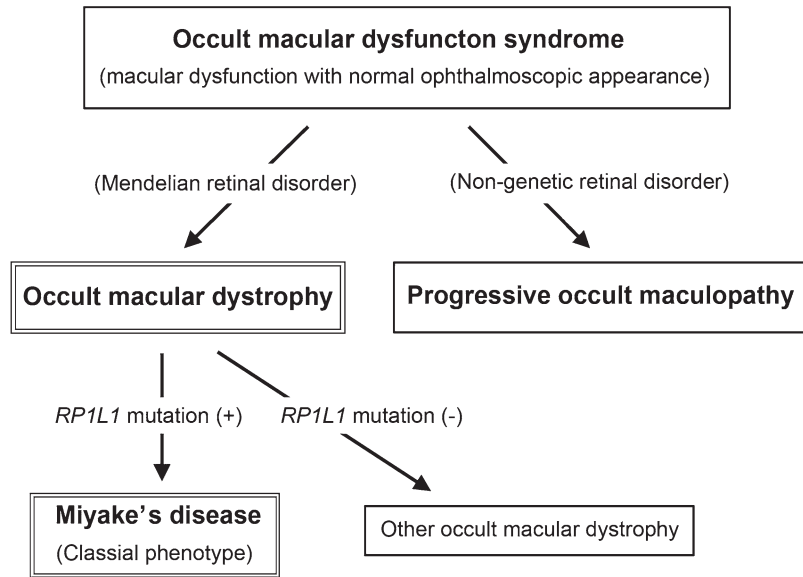 Occult macular dysfuncton syndrome
(macular dysfunction with normal ophthalmoscopic appearance)
(Mendelian retinal disorder)
(Non-genetic retinal disorder)
Occult macular dystrophy
Progressive occult maculopathy
RP1L1 mutation (+)
RP1L1 mutation (-)
Miyake's disease
(Classial phenotype)
Other occult macular dystrophy